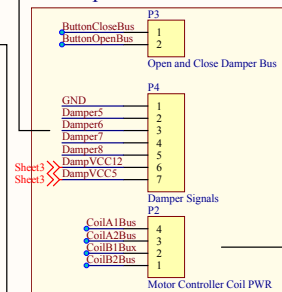 P3
ButtonCloseBus 1
ButtonOpenBus 2
Open and Close Damper Bus
P4
GND 1
Damper5 2
Damper6 3
Damper7 4
Damper8 5
Sheet3 DampVCC12 6
Sheet3 DampVCC5 7
Damper Signals
P2
CoilA1Bus 4
CoilA2Bus 3
CoilB1Bux 2
CoilB2Bus 1
Motor Controller Coil PWR